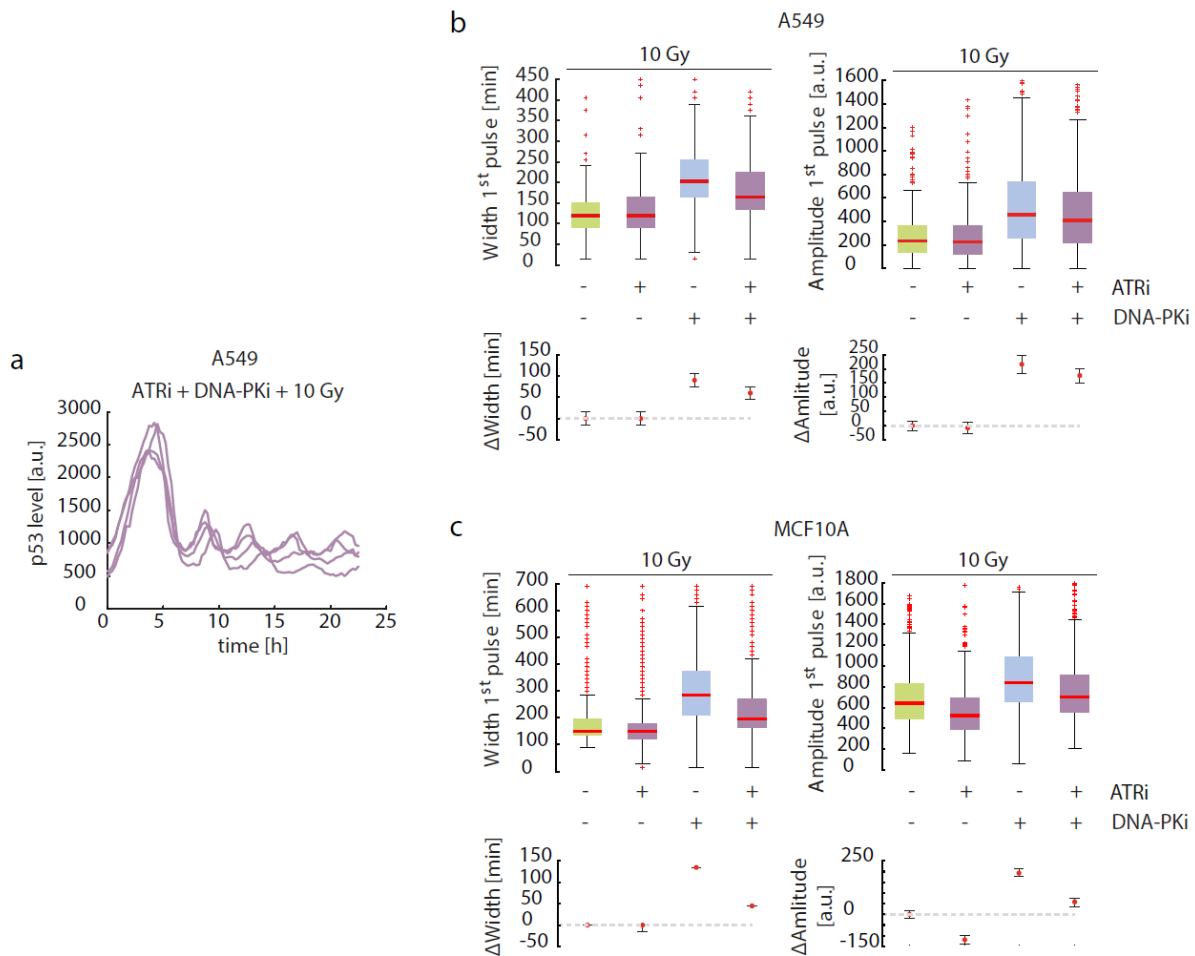 a
A549
ATRi + DNA-PKi + 10 Gy
p53 level [a.u.]
3000
2500
2000
1500
1000
500
0
0 5 10 15 20 25
time [h]
b
A549
10 Gy
Width 1st pulse [min]
450
400
350
300
250
200
150
100
50
0
10 Gy
Amplitude 1st pulse [a.u.]
1600
1400
1200
1000
800
600
400
200
0
- + - + - + - + ATRi
- - + + - - + + DNA-PKi
ΔWidth [min]
150
100
50
0
-50
ΔAmlitude
[a.u.]
250
150
50
-50
c
MCF10A
10 Gy
Width 1st pulse [min]
700
600
500
400
300
200
100
0
10 Gy
Amplitude 1st pulse [a.u.]
1800
1600
1400
1200
1000
800
600
400
200
0
- + - + - + - + ATRi
- - + + - - + + DNA-PKi
ΔWidth [min]
150
100
50
0
-50
ΔAmlitude
[a.u.]
250
0
-150